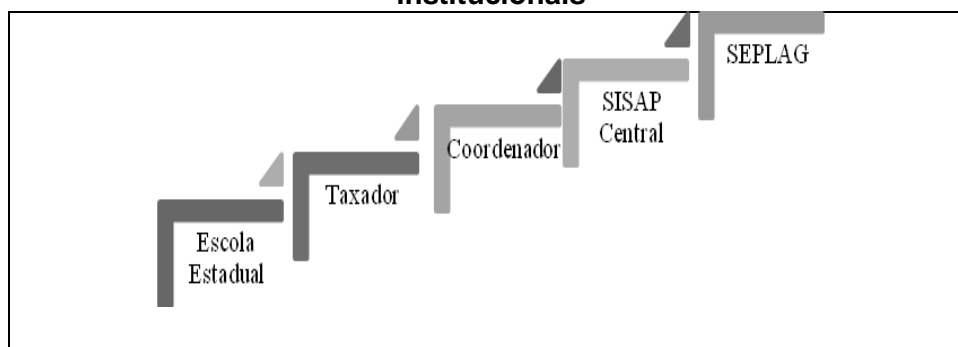 institucionais
SEPLAG
SISAP
Central
Coordenador
Taxador
Escola
Estadual